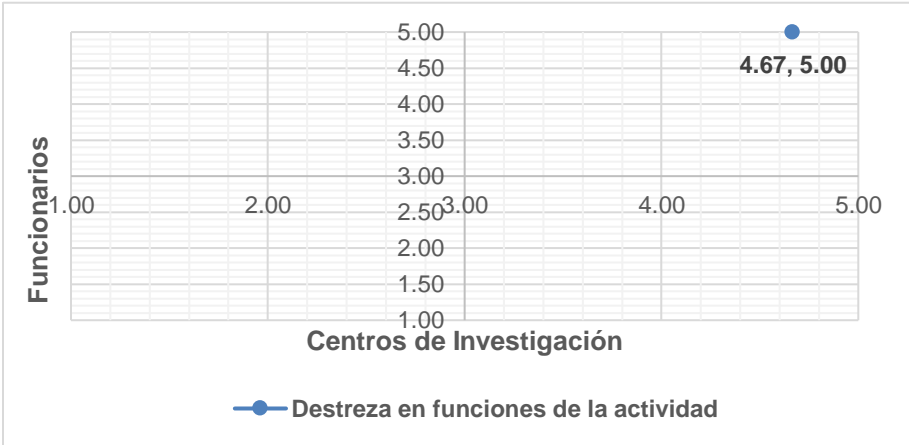 5.00
4.67, 5.00
4.50
4.00
3.50
3.00
1.00 2.00 3.00 4.00 5.00
2.50
2.00
1.50
1.00
Funcionarios
Centros de Investigación
Destreza en funciones de la actividad